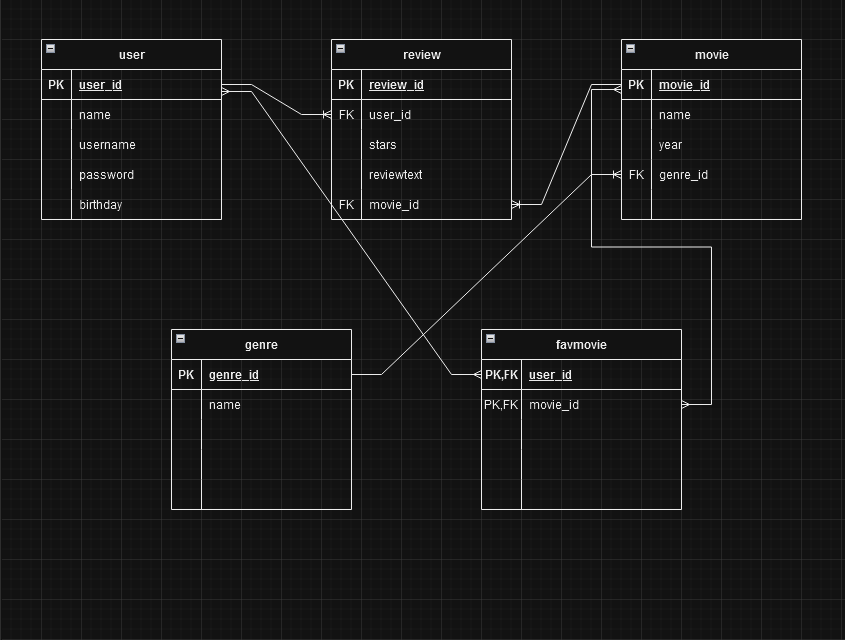 user
PK user_id
name
username
password
birthday
review
PK review_id
FK user_id
stars
reviewtext
FK movie_id
movie
PK movie_id
name
year
FK genre_id
genre
PK genre_id
name
favmovie
PK,FK user_id
PK,FK movie_id